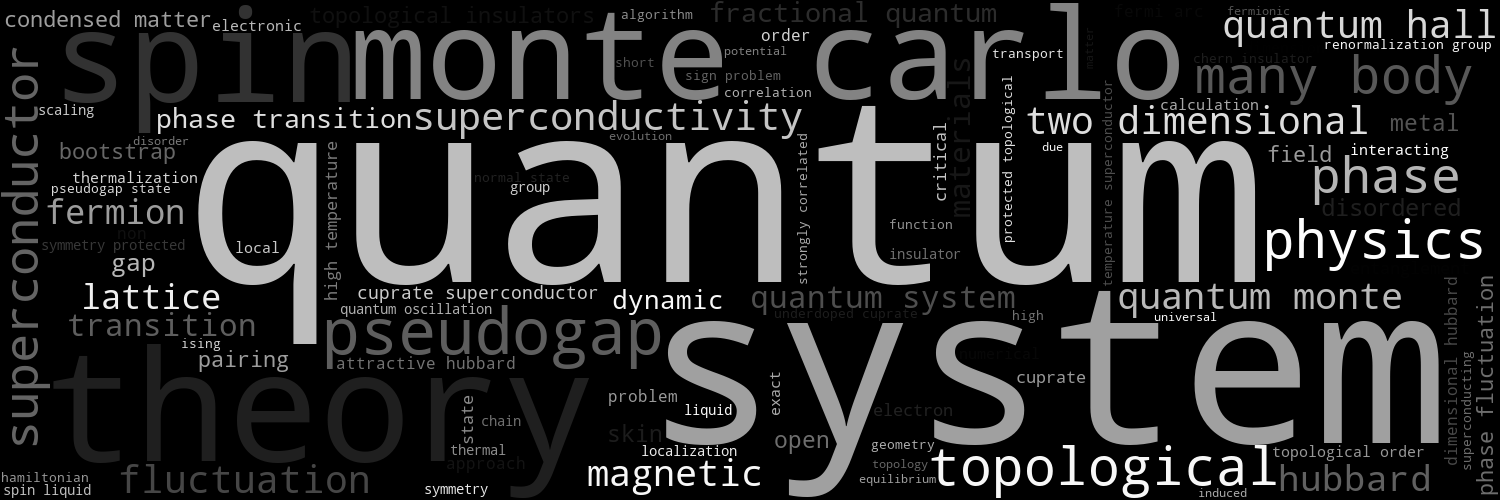 condensed matter
electronic
topological insulators
algorithm
fractional quantum
fermi arc
fermionic
quantum hall
renormalization group
spin
monte carlo
order
potential
short
sign problem
correlation
transport
matter
chern insulator
many body
superconductor
scaling
phase transition
superconductivity
materials
protected topological
two dimensional
temperature superconductor
calculation
metal
disorder
bootstrap
evolution
quantum
critical
due
field
interacting
thermalization
pseudogap state
normal state
group
strongly correlated
phase
fermion
high temperature
function
disordered
non
symmetry protected
local
insulator
physics
gap
lattice
cuprate superconductor
dynamic
quantum system
quantum monte
transition
quantum oscillation
pseudogap
underdoped cuprate
high
universal
dimensional hubbard
phase fluctuation
ising
pairing
attractive hubbard
system
numerical
superconducting
theory
exact
cuprate
problem
liquid
electron
state
chain
skin
open
geometry
thermal
localization
approach
topology
topological order
hamiltonian
spin liquid
fluctuation
symmetry
magnetic
equilibrium
topological
induced
hubbard